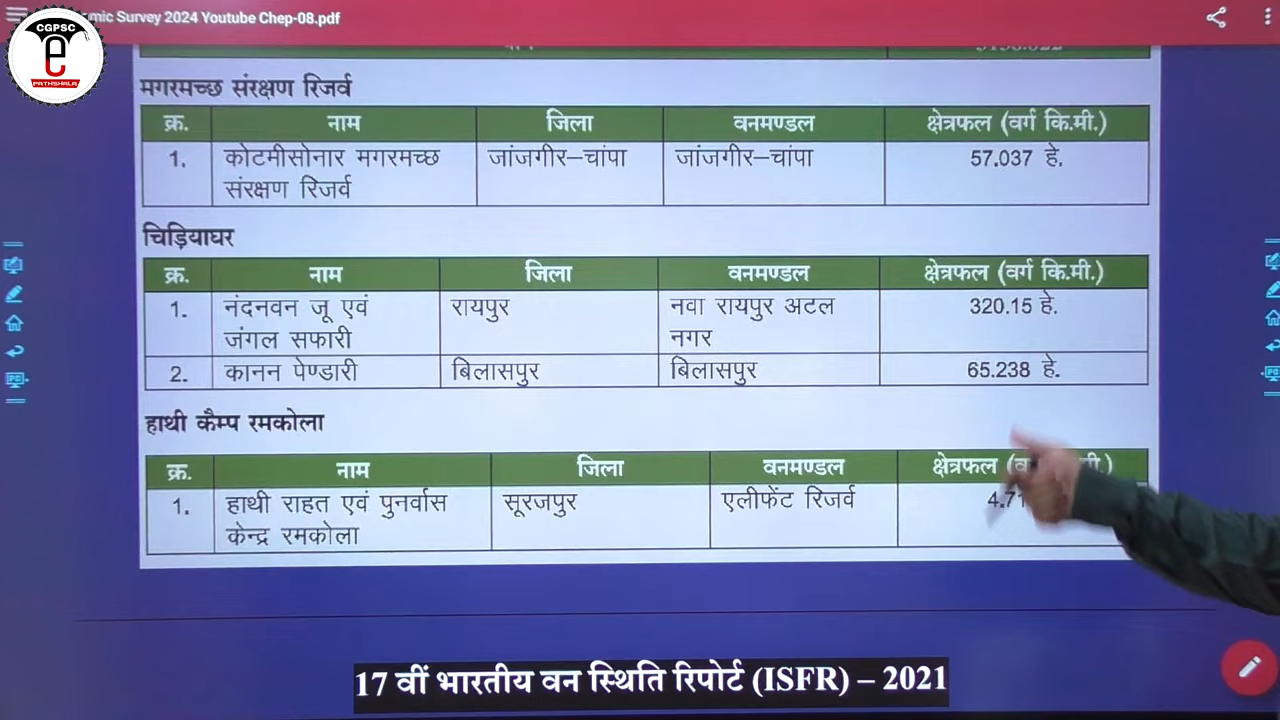 mic Survey 2024 Youtube Chep-08.pdf
CGPSC
e
PATHSHALA
मगरमच्छ संरक्षण रिजर्व
क्र. नाम जिला वनमण्डल क्षेत्रफल (वर्ग कि.मी.)
1. कोटमीसोनार मगरमच्छ संरक्षण रिजर्व जांजगीर–चांपा जांजगीर–चांपा 57.037 हे.
चिड़ियाघर
क्र. नाम जिला वनमण्डल क्षेत्रफल (वर्ग कि.मी.)
1. नंदनवन जू एवं जंगल सफारी रायपुर नवा रायपुर अटल नगर 320.15 हे.
2. कानन पेण्डारी बिलासपुर बिलासपुर 65.238 हे.
हाथी कैम्प रमकोला
क्र. नाम जिला वनमण्डल क्षेत्रफल
1. हाथी राहत एवं पुनर्वास केन्द्र रमकोला सूरजपुर एलीफेंट रिजर्व
17 वीं भारतीय वन स्थिति रिपोर्ट (ISFR) – 2021